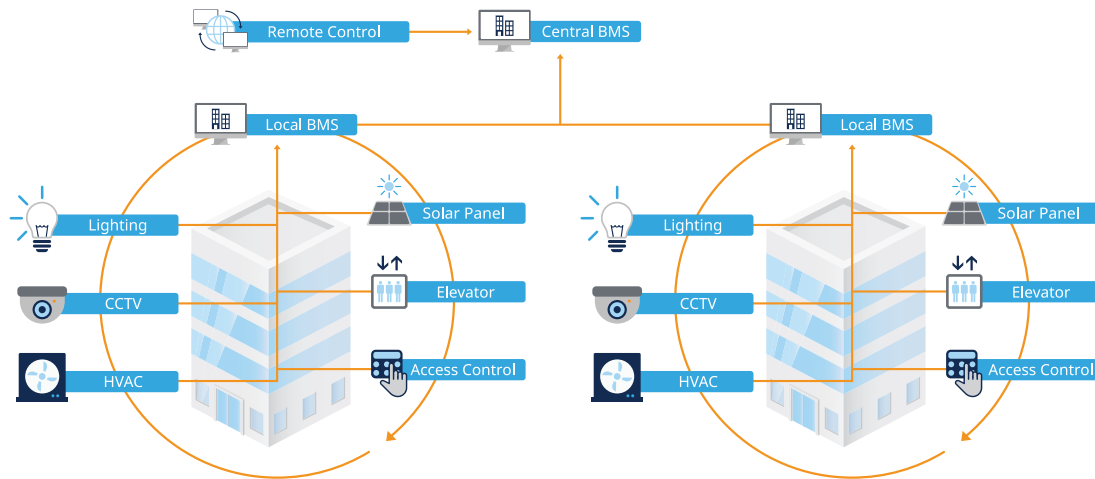 Remote Control
Central BMS
Local BMS
Local BMS
Lighting
Solar Panel
CCTV
Elevator
HVAC
Access Control
Lighting
Solar Panel
CCTV
Elevator
HVAC
Access Control